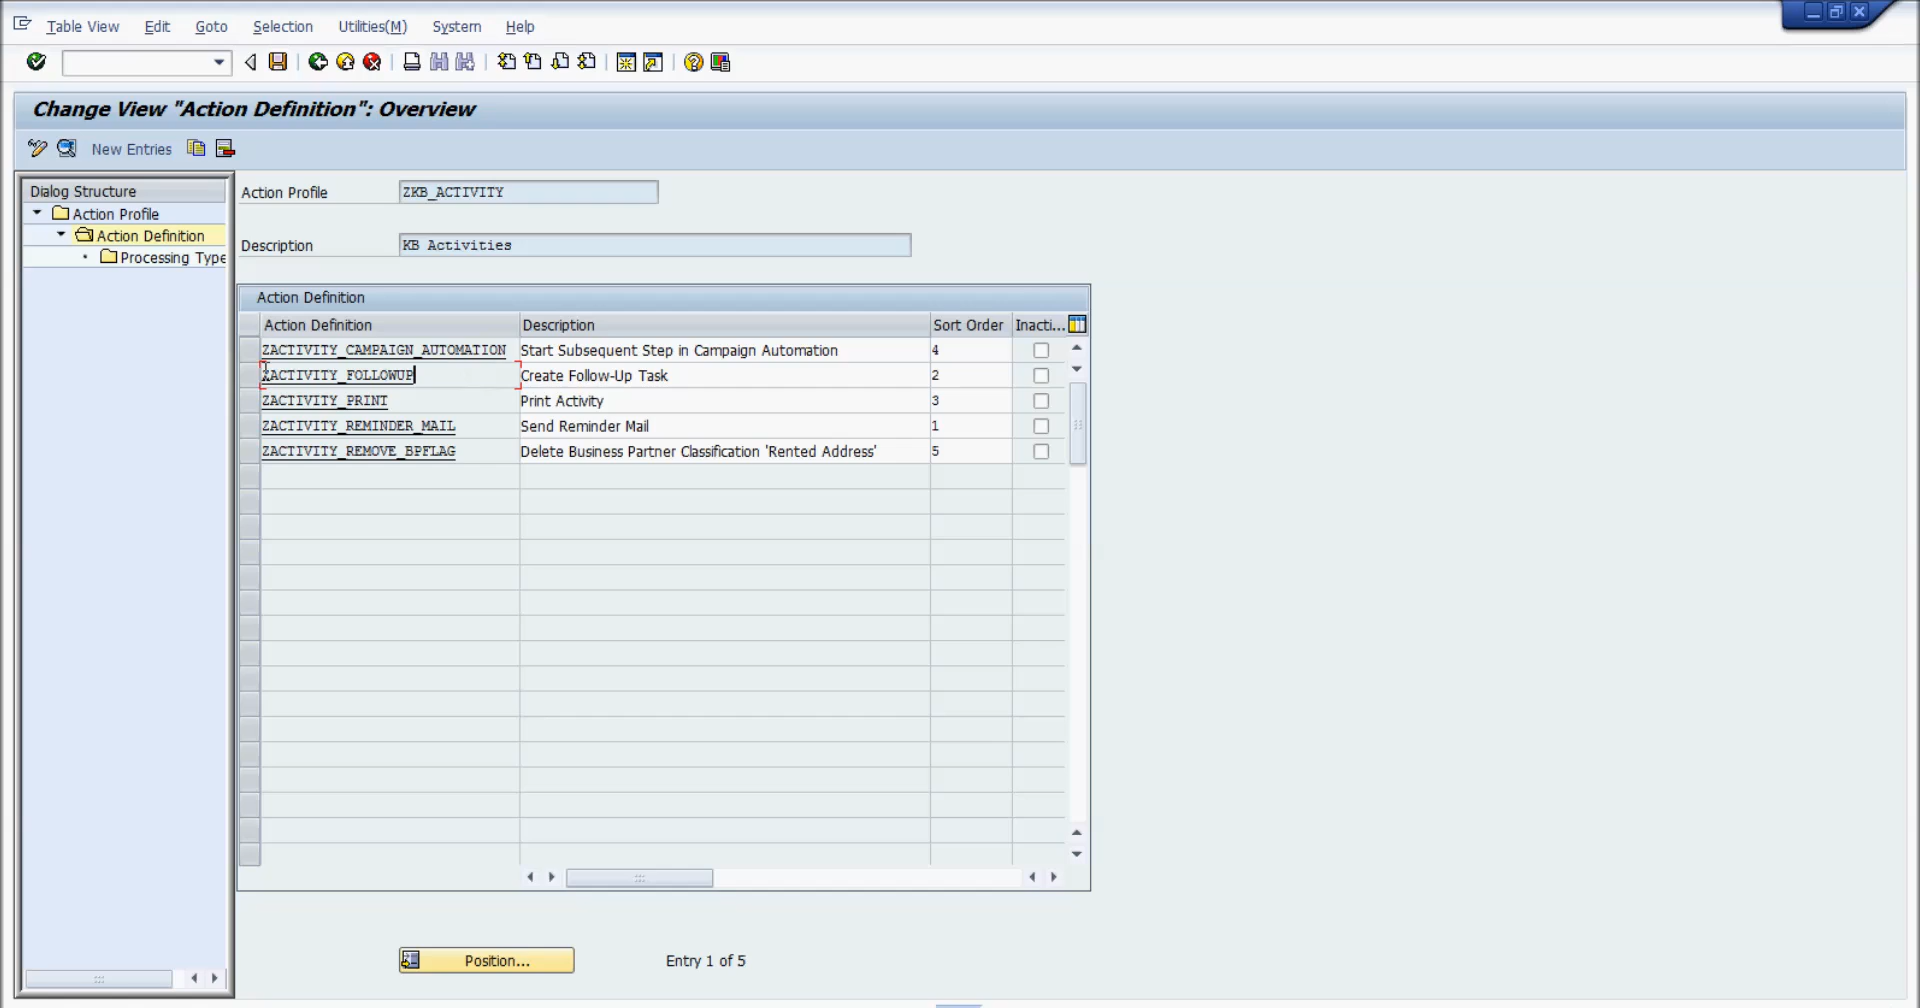 Table View Edit Goto Selection Utilities(M) System Help
Change View "Action Definition": Overview
New Entries
Dialog Structure
Action Profile
Action Definition
Processing Type
Action Profile ZKB_ACTIVITY
Description KB Activities
Action Definition
Action Definition Description Sort Order Inacti...
ZACTIVITY_CAMPAIGN_AUTOMATION Start Subsequent Step in Campaign Automation 4
ZACTIVITY_FOLLOWUP Create Follow-Up Task 2
ZACTIVITY_PRINT Print Activity 3
ZACTIVITY_REMINDER_MAIL Send Reminder Mail 1
ZACTIVITY_REMOVE_BPFLAG Delete Business Partner Classification 'Rented Address' 5
Position... Entry 1 of 5